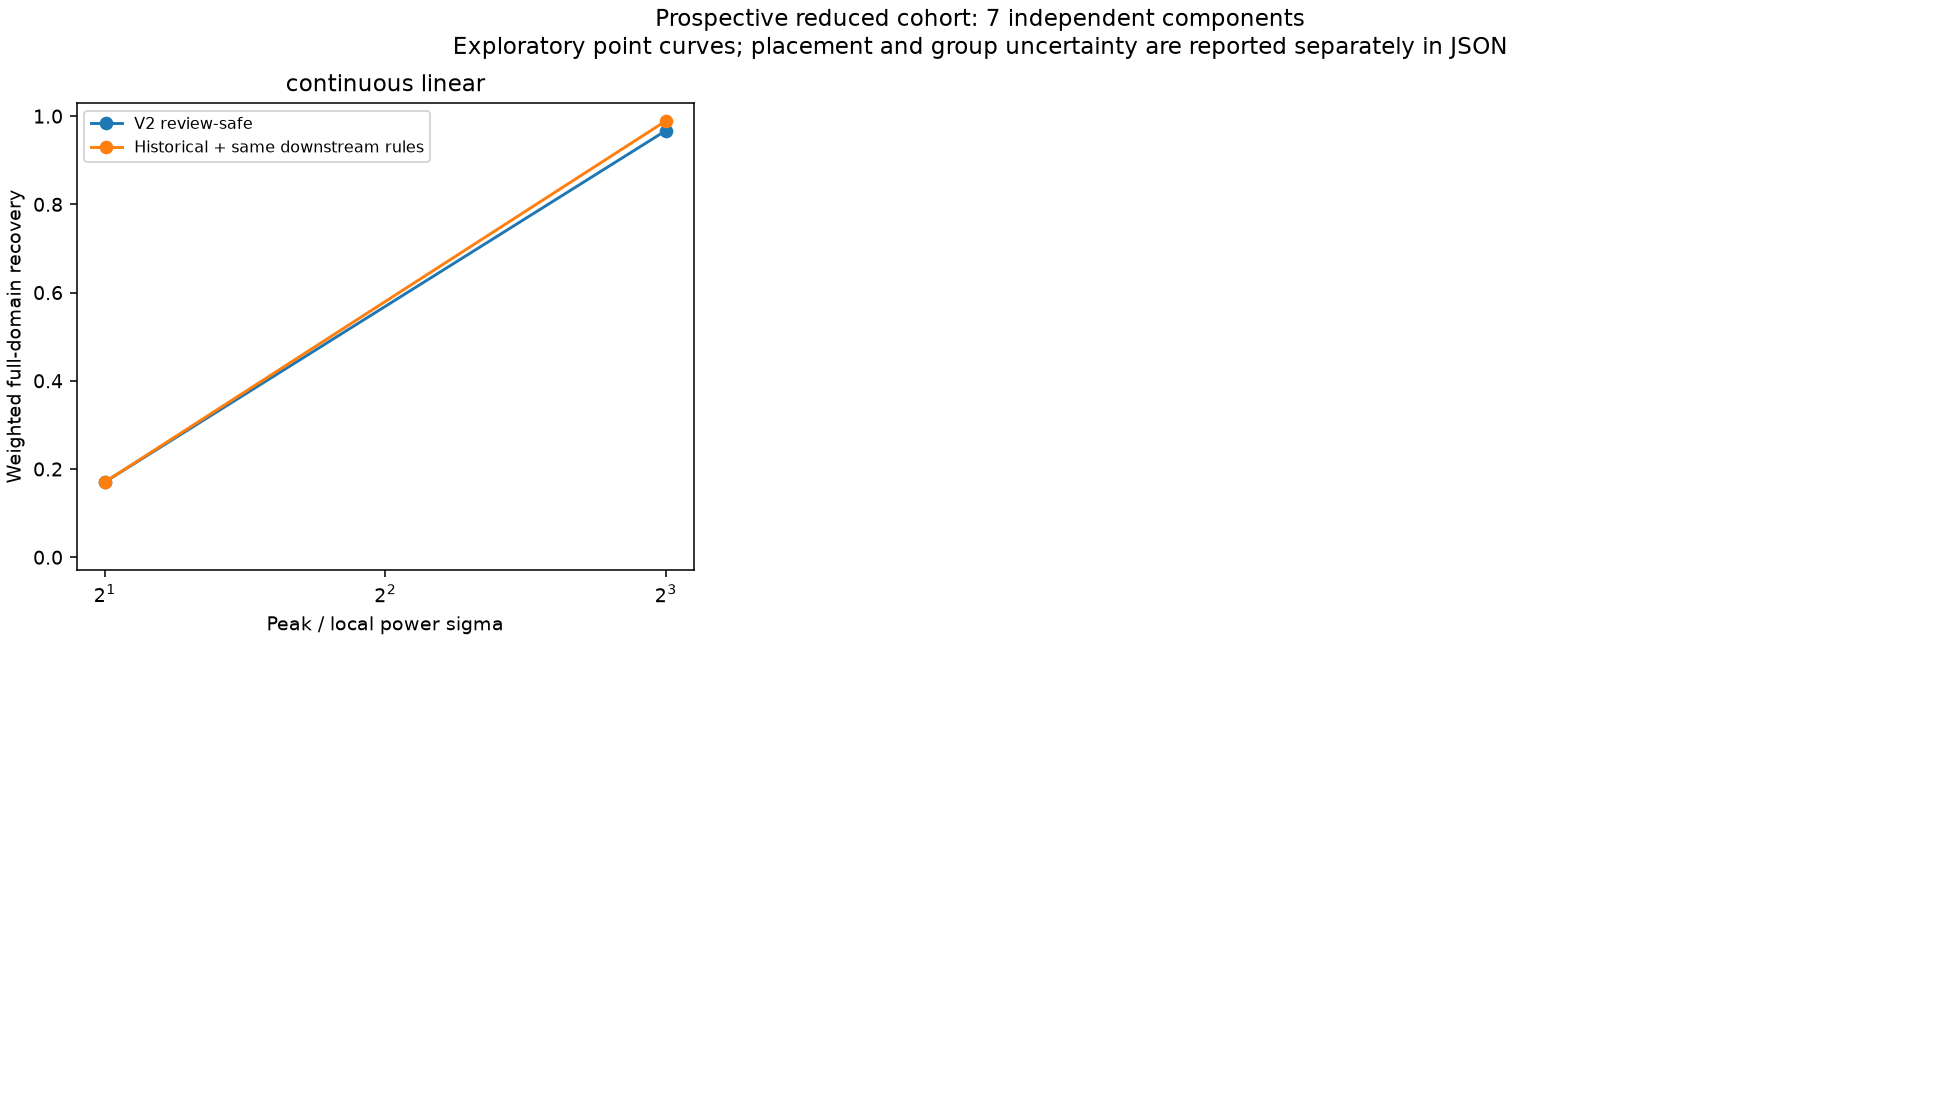 Prospective reduced cohort: 7 independent components
Exploratory point curves; placement and group uncertainty are reported separately in JSON
continuous linear
V2 review-safe
Historical + same downstream rules
Weighted full-domain recovery
1.0
0.8
0.6
0.4
0.2
0.0
2¹
2²
2³
Peak / local power sigma